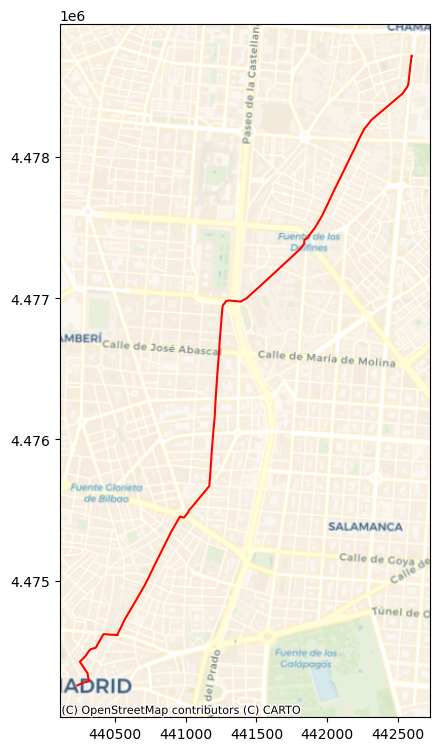 1e6
CHAMA
Paseo de la Castellana
4.478
Fuente de los
Delfines
4.477
AMBERÍ
Calle de José Abascal
Calle de María de Molina
4.476
Fuente Glorieta
de Bilbao
SALAMANCA
4.475
Calle de Goya
Calle de
Túnel de O
Fuente de los
Galápagos
del Prado
MADRID
(C) OpenStreetMap contributors (C) CARTO
440500
441000
441500
442000
442500